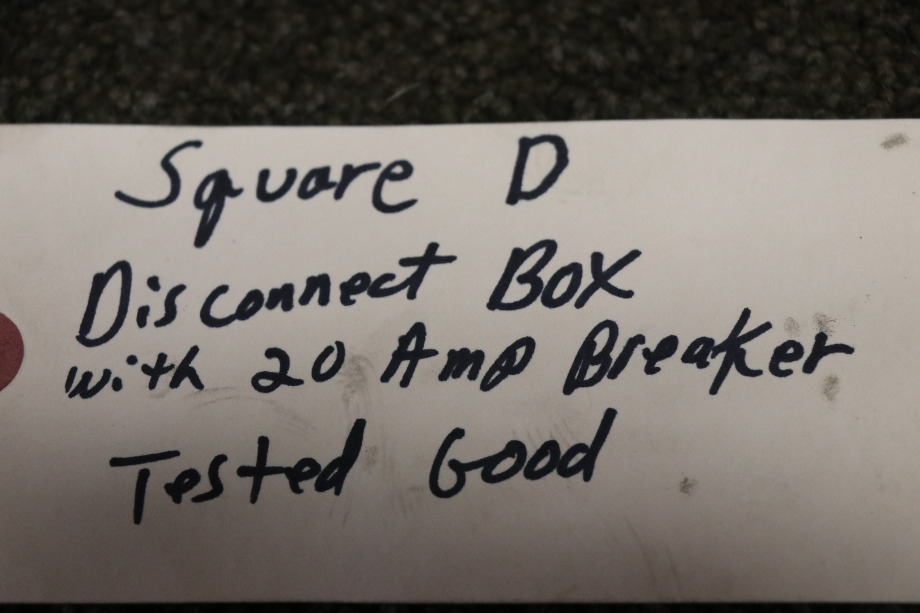 Square D
Disconnect Box
with 20 Amp Breaker
Tested Good